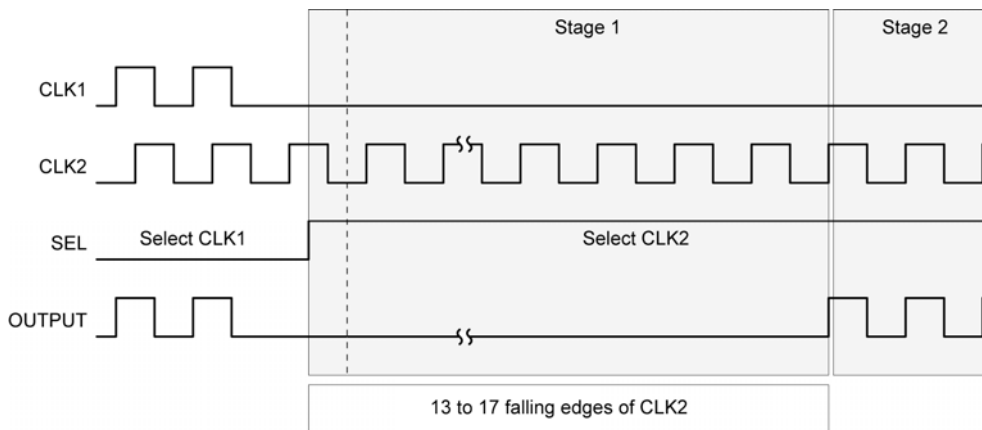 Stage 1
Stage 2
CLK1
CLK2
SEL
Select CLK1
Select CLK2
OUTPUT
13 to 17 falling edges of CLK2